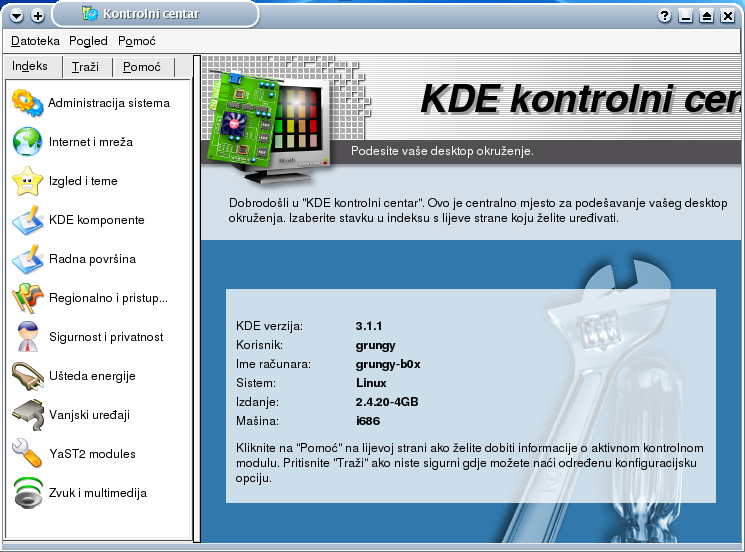 Kontrolni centar
Datoteka Pogled Pomoć
Indeks Traži Pomoć
Administracija sistema
Internet i mreža
Izgled i teme
KDE komponente
Radna površina
Regionalno i pristup...
Sigurnost i privatnost
Ušteda energije
Vanjski uređaji
YaST2 modules
Zvuk i multimedija
KDE kontrolni cen
Podesite vaše desktop okruženje.
Dobrodošli u "KDE kontrolni centar". Ovo je centralno mjesto za podešavanje vašeg desktop
okruženja. Izaberite stavku u indeksu s lijeve strane koju želite uređivati.
KDE verzija: 3.1.1
Korisnik: grungy
Ime računara: grungy-b0x
Sistem: Linux
Izdanje: 2.4.20-4GB
Mašina: i686
Kliknite na "Pomoć" na lijevoj strani ako želite dobiti informacije o aktivnom kontrolnom
modulu. Pritisnite "Traži" ako niste sigurni gdje možete naći određenu konfiguracijsku
opciju.